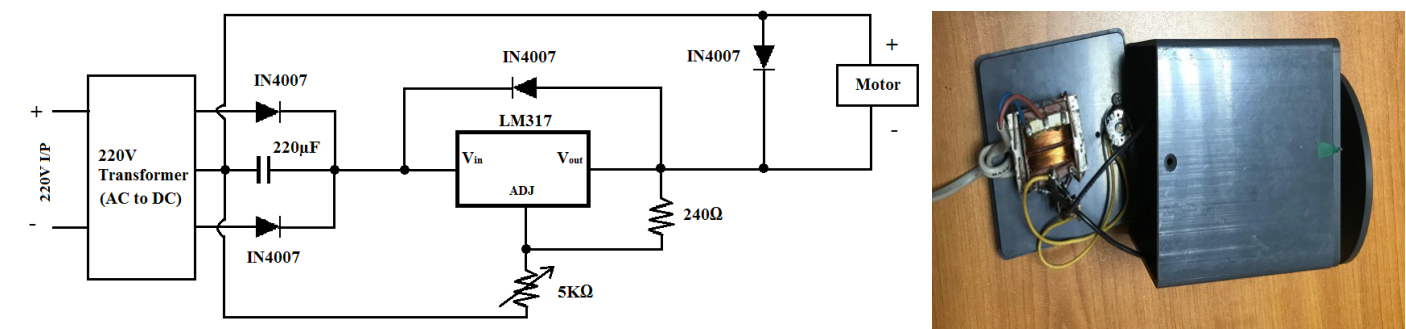 +
-
220V I/P
220V
Transformer
(AC to DC)
IN4007
220µF
IN4007
IN4007
LM317
Vin
Vout
ADJ
240Ω
5KΩ
IN4007
+
Motor
-